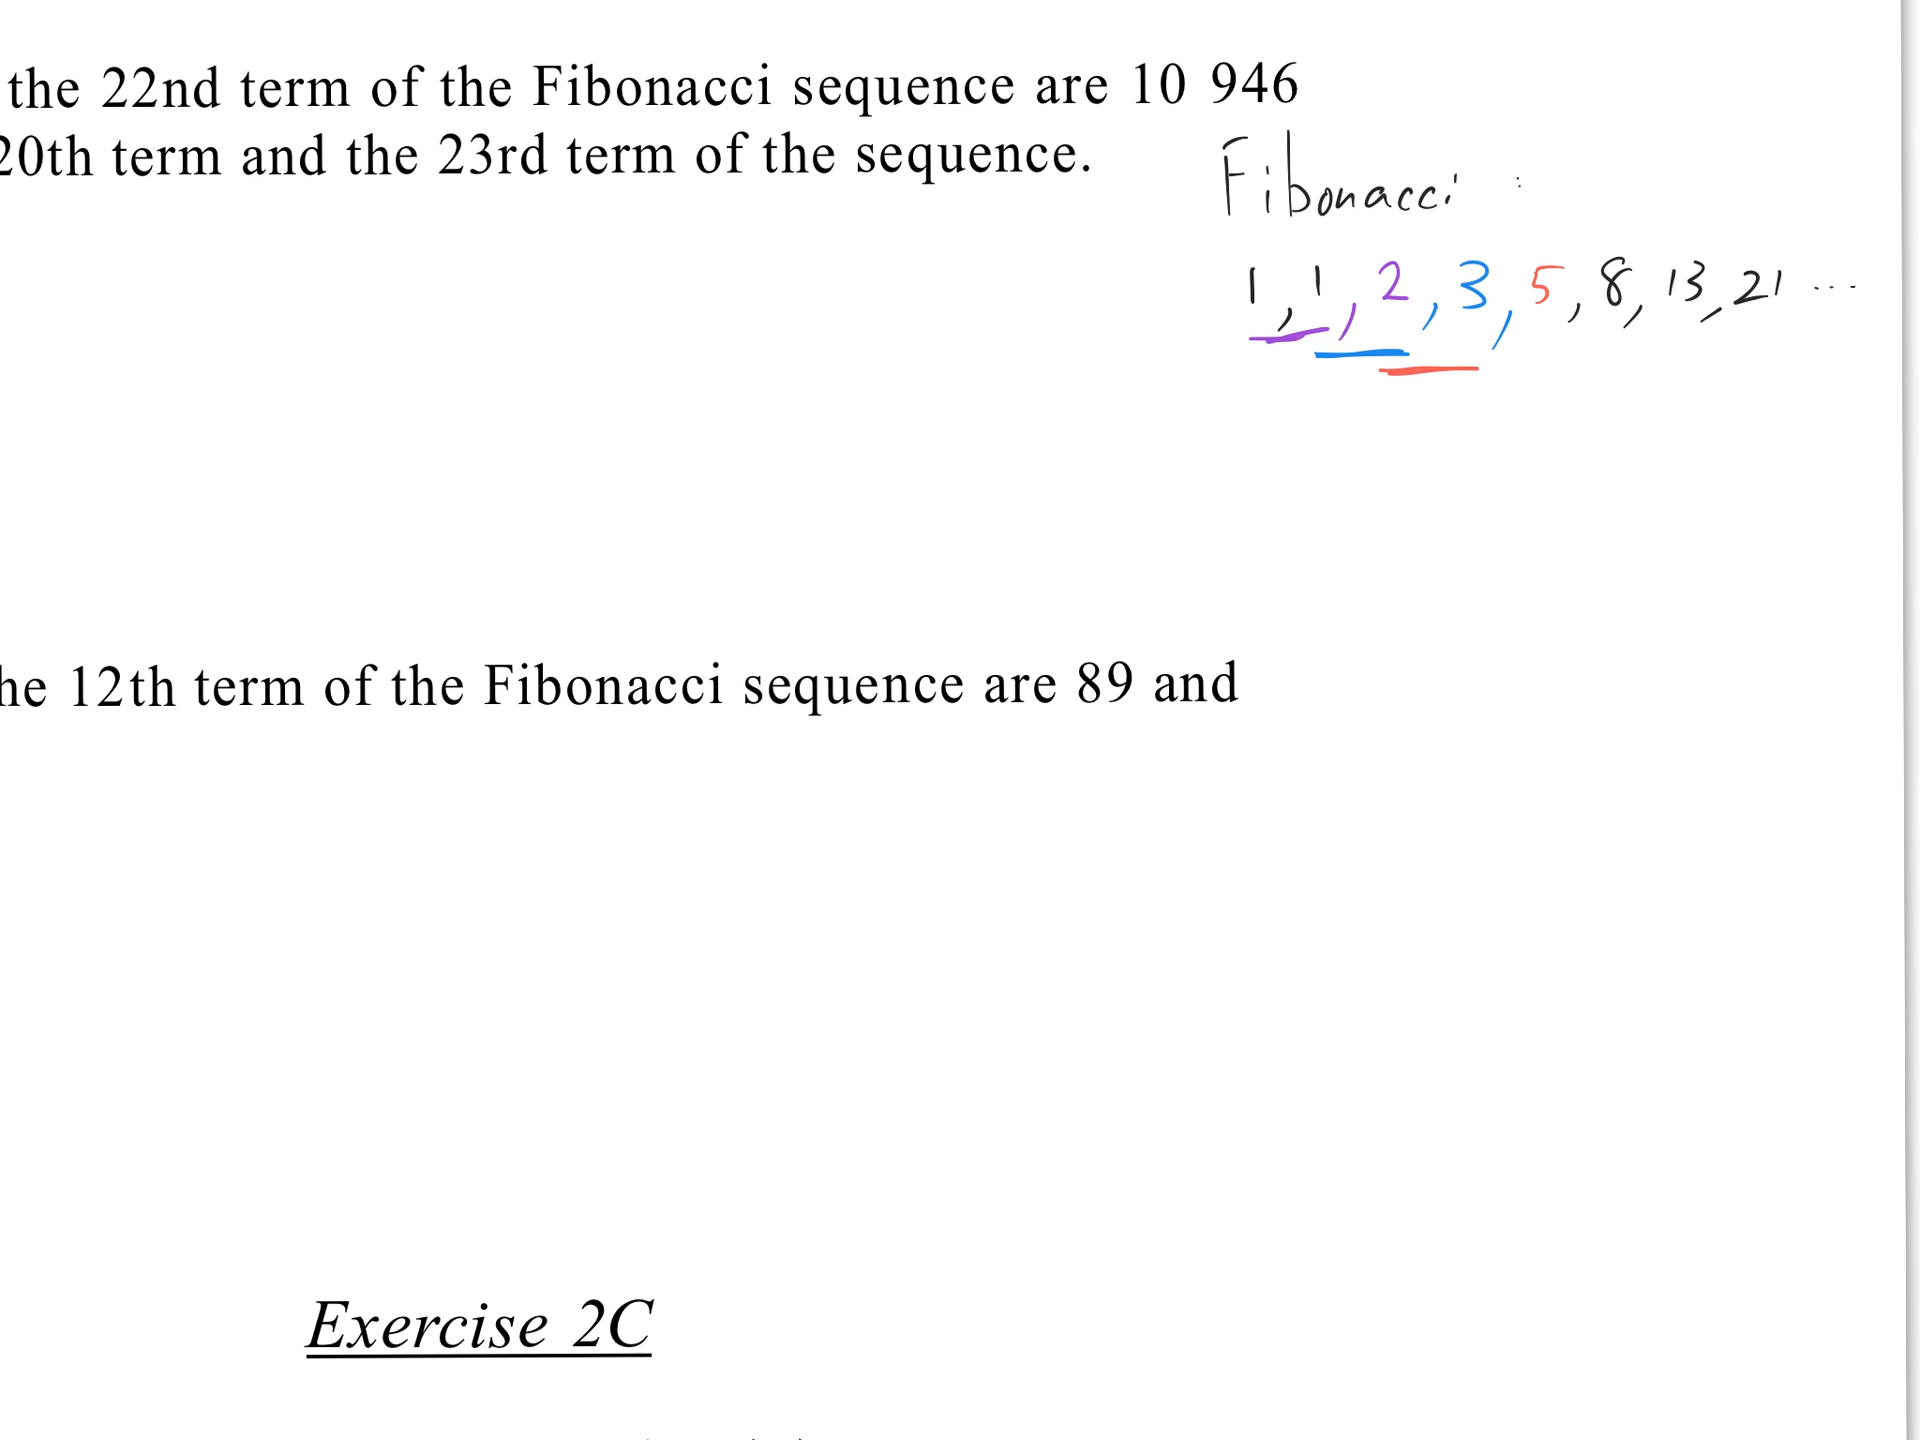 the 22nd term of the Fibonacci sequence are 10 946
20th term and the 23rd term of the sequence.
Fibonacci :
1, 1, 2, 3, 5, 8, 13, 21 ...
he 12th term of the Fibonacci sequence are 89 and
Exercise 2C